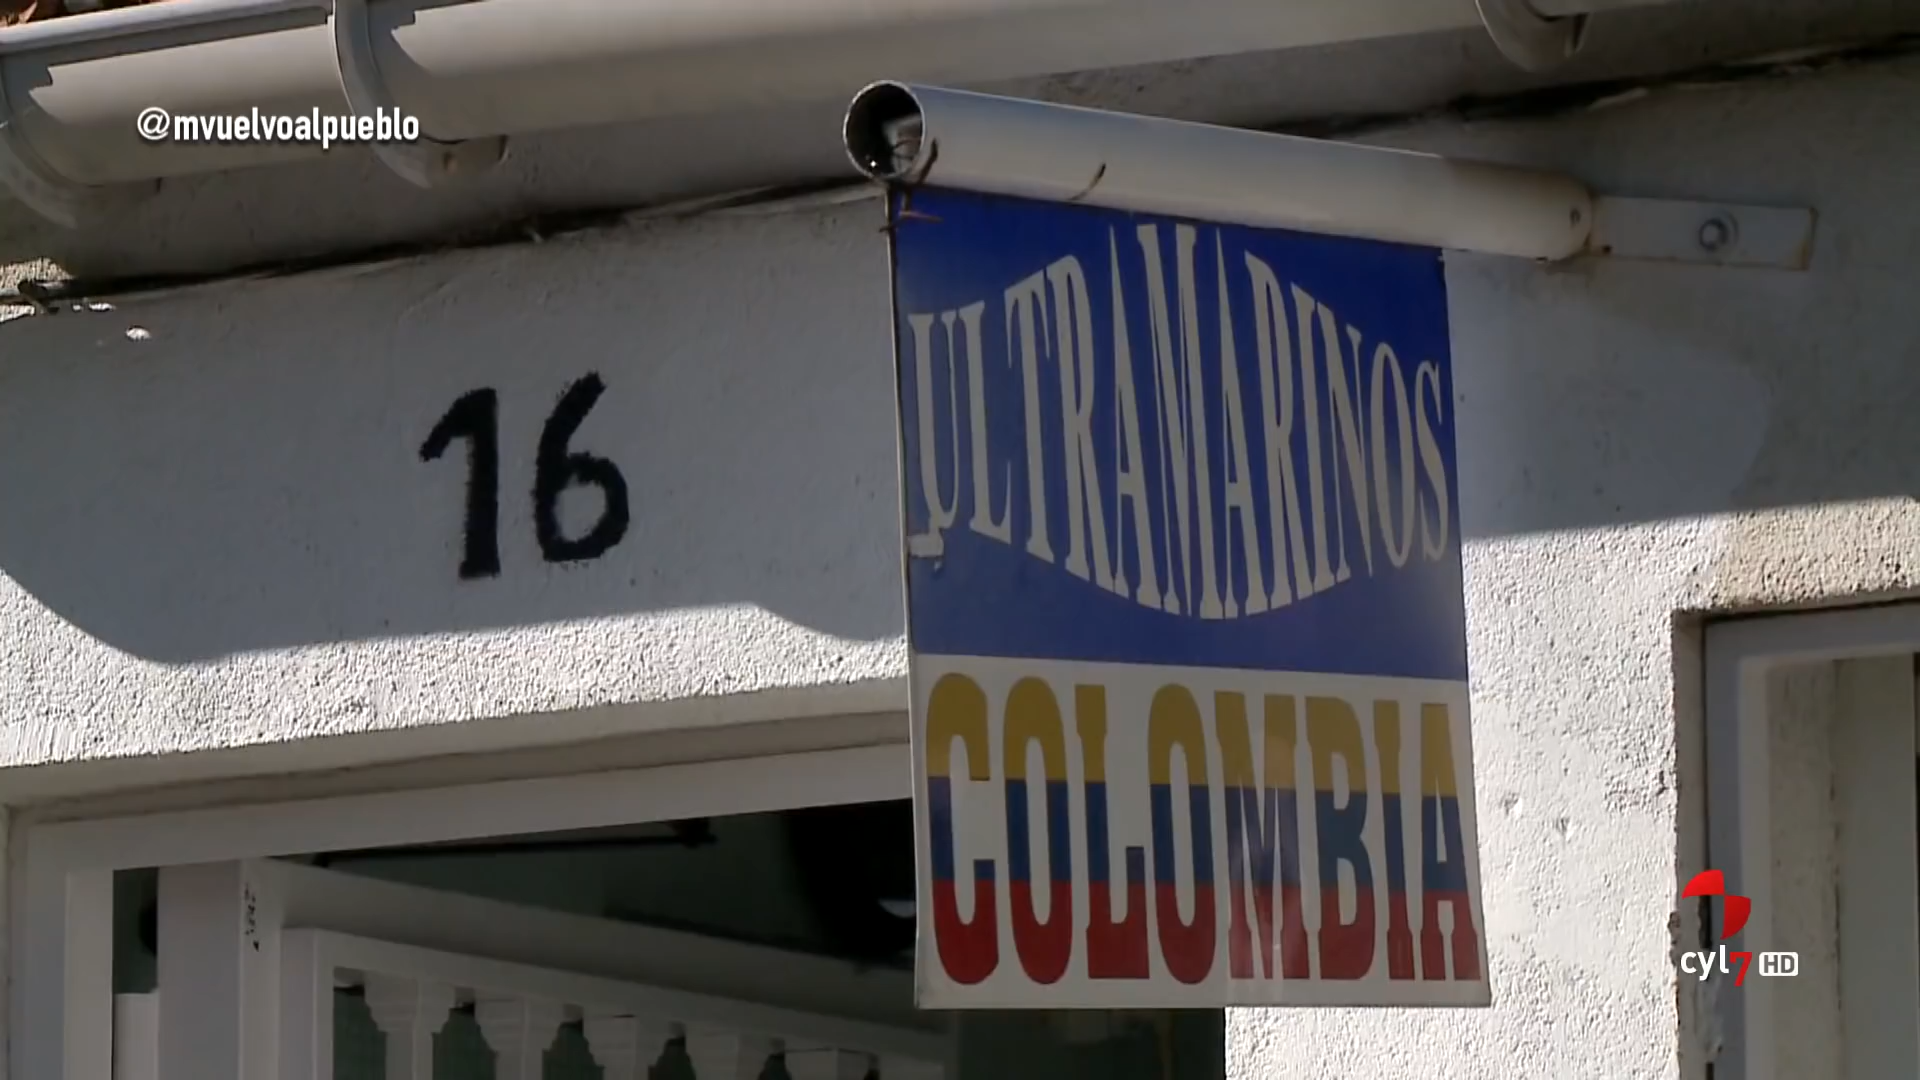 @mvuelvoalpueblo
16
ULTRAMARINOS
COLOMBIA
cyl7 HD